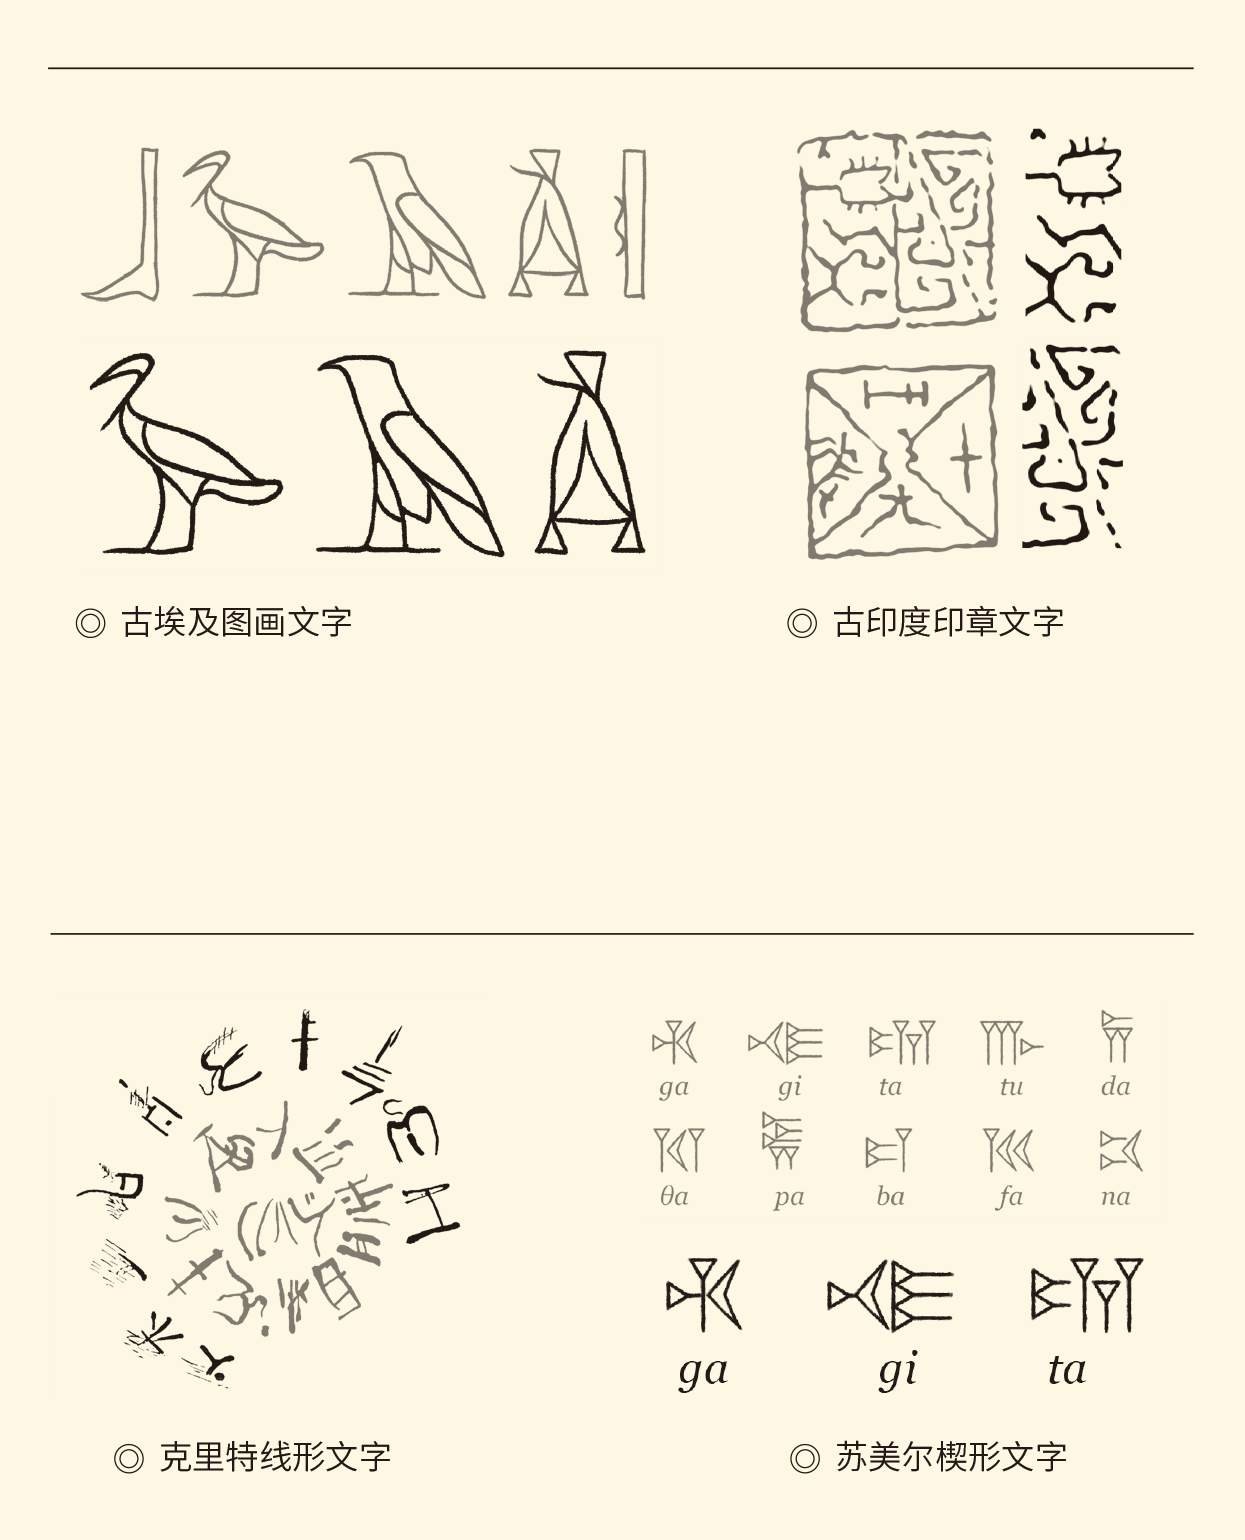 ◎ 古埃及图画文字
◎ 古印度印章文字
ga gi ta tu da
θa pa ba fa na
ga gi ta
◎ 克里特线形文字
◎ 苏美尔楔形文字